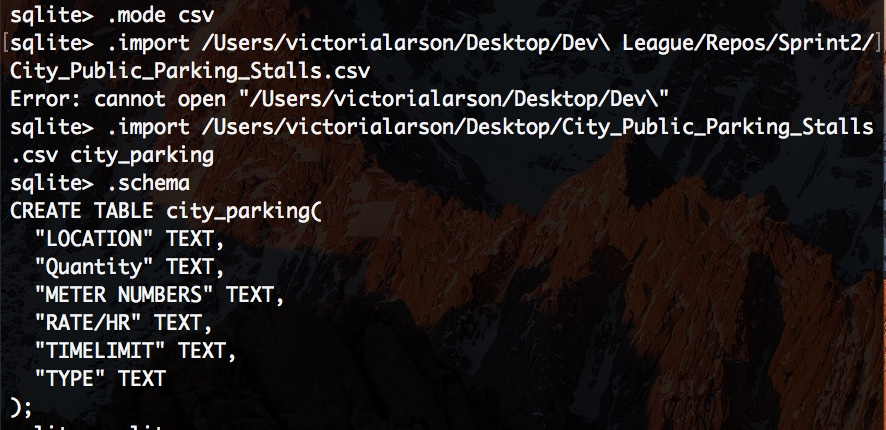 sqlite> .mode csv
[sqlite> .import /Users/victorialarson/Desktop/Dev\ League/Repos/Sprint2/]
City_Public_Parking_Stalls.csv
Error: cannot open "/Users/victorialarson/Desktop/Dev\"
sqlite> .import /Users/victorialarson/Desktop/City_Public_Parking_Stalls
.csv city_parking
sqlite> .schema
CREATE TABLE city_parking(
  "LOCATION" TEXT,
  "Quantity" TEXT,
  "METER NUMBERS" TEXT,
  "RATE/HR" TEXT,
  "TIMELIMIT" TEXT,
  "TYPE" TEXT
);